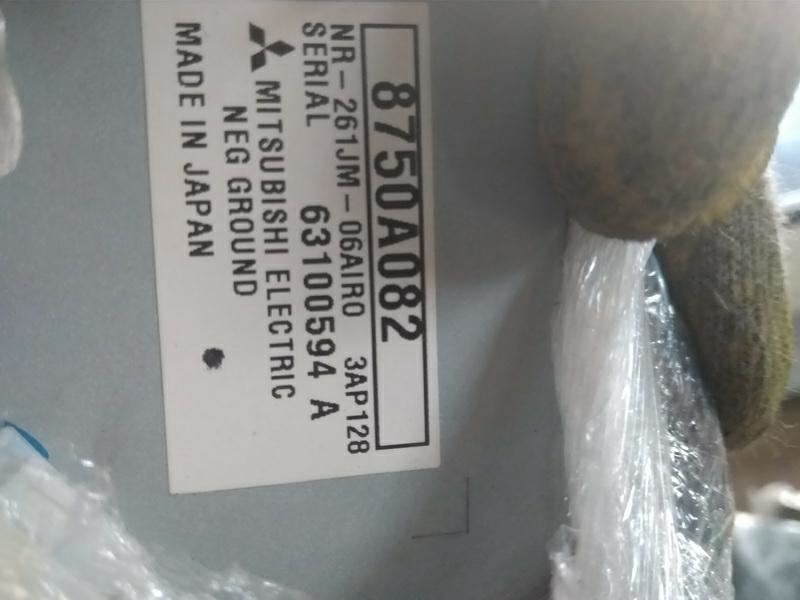 8750A082
NR-261JM-06AIRO 3AP128
SERIAL 63100594 A
MITSUBISHI ELECTRIC
NEG GROUND
MADE IN JAPAN